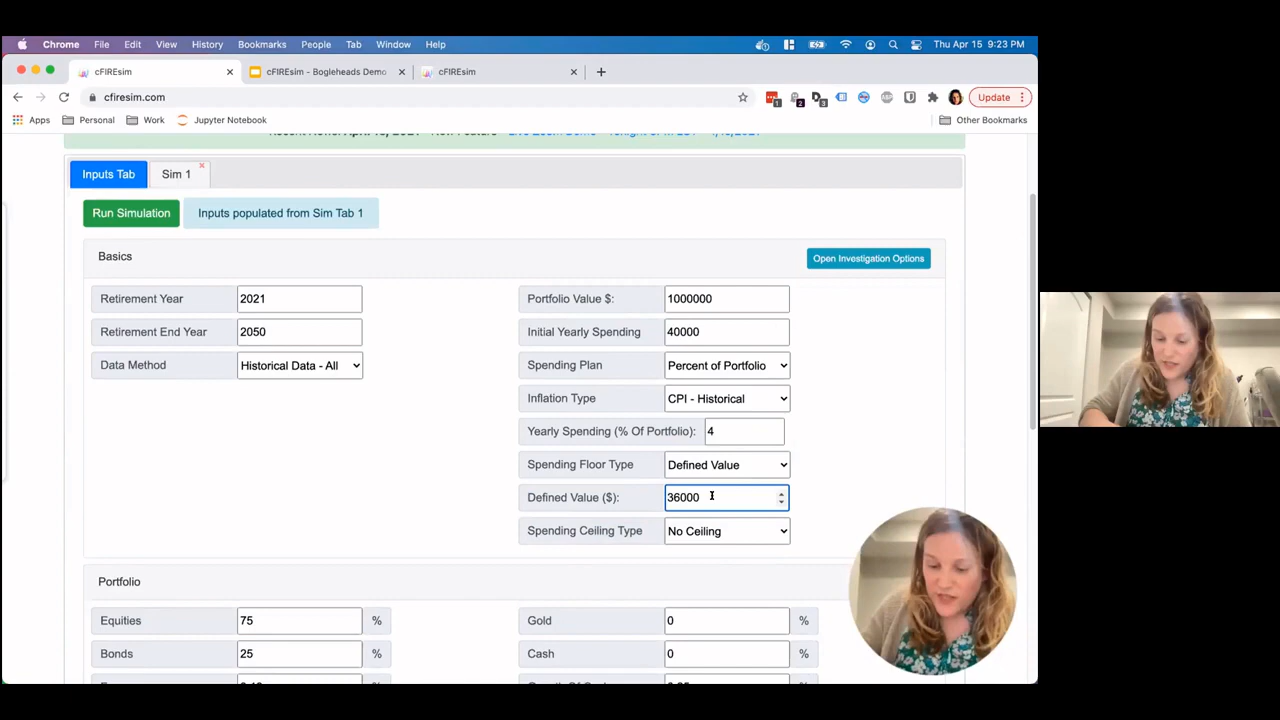 Chrome File Edit View History Bookmarks People Tab Window Help Thu Apr 15 9:23 PM
cFIREsim cFIREsim - Bogleheads Demo cFIREsim
cfiresim.com Update
Apps Personal Work Jupyter Notebook Other Bookmarks
Inputs Tab Sim 1
Run Simulation Inputs populated from Sim Tab 1
Basics Open Investigation Options
Retirement Year 2021 Portfolio Value $: 1000000
Retirement End Year 2050 Initial Yearly Spending 40000
Data Method Historical Data - All Spending Plan Percent of Portfolio
Inflation Type CPI - Historical
Yearly Spending (% Of Portfolio): 4
Spending Floor Type Defined Value
Defined Value ($): 36000
Spending Ceiling Type No Ceiling
Portfolio
Equities 75 % Gold 0 %
Bonds 25 % Cash 0 %